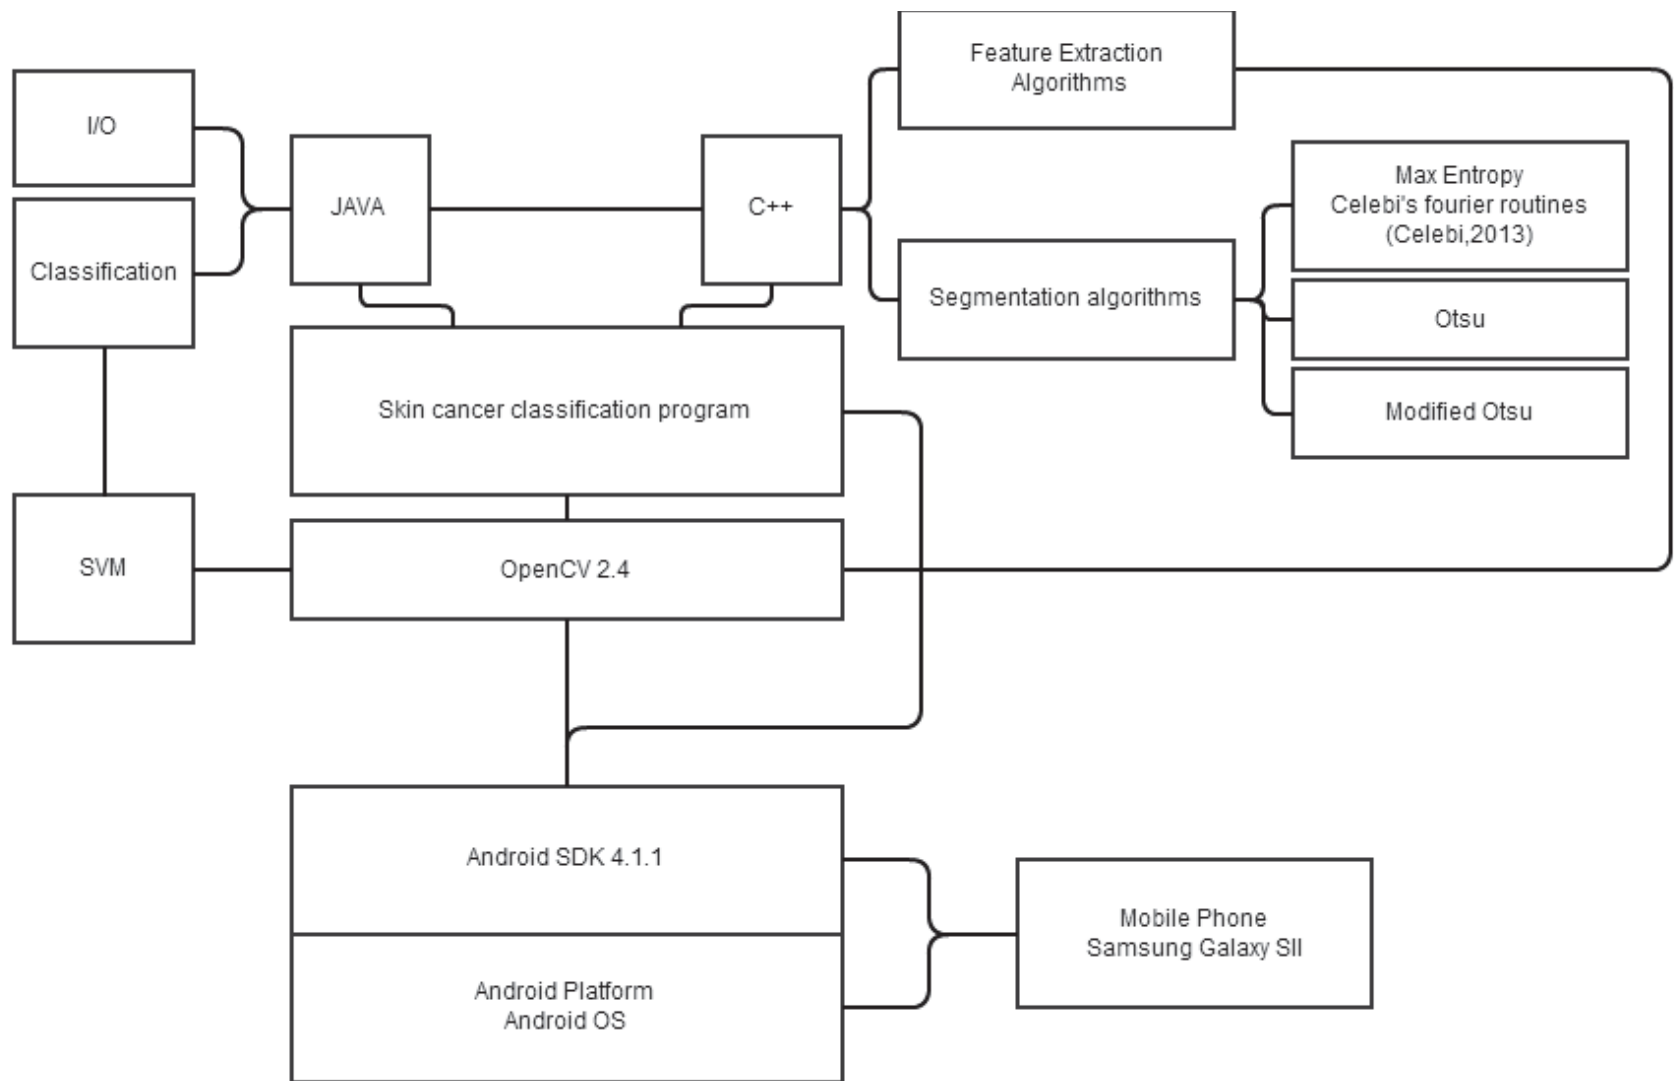 Feature Extraction
Algorithms
I/O
JAVA
C++
Max Entropy
Celebi's fourier routines
(Celebi,2013)
Classification
Segmentation algorithms
Otsu
Skin cancer classification program
Modified Otsu
SVM
OpenCV 2.4
Android SDK 4.1.1
Mobile Phone
Samsung Galaxy SII
Android Platform
Android OS